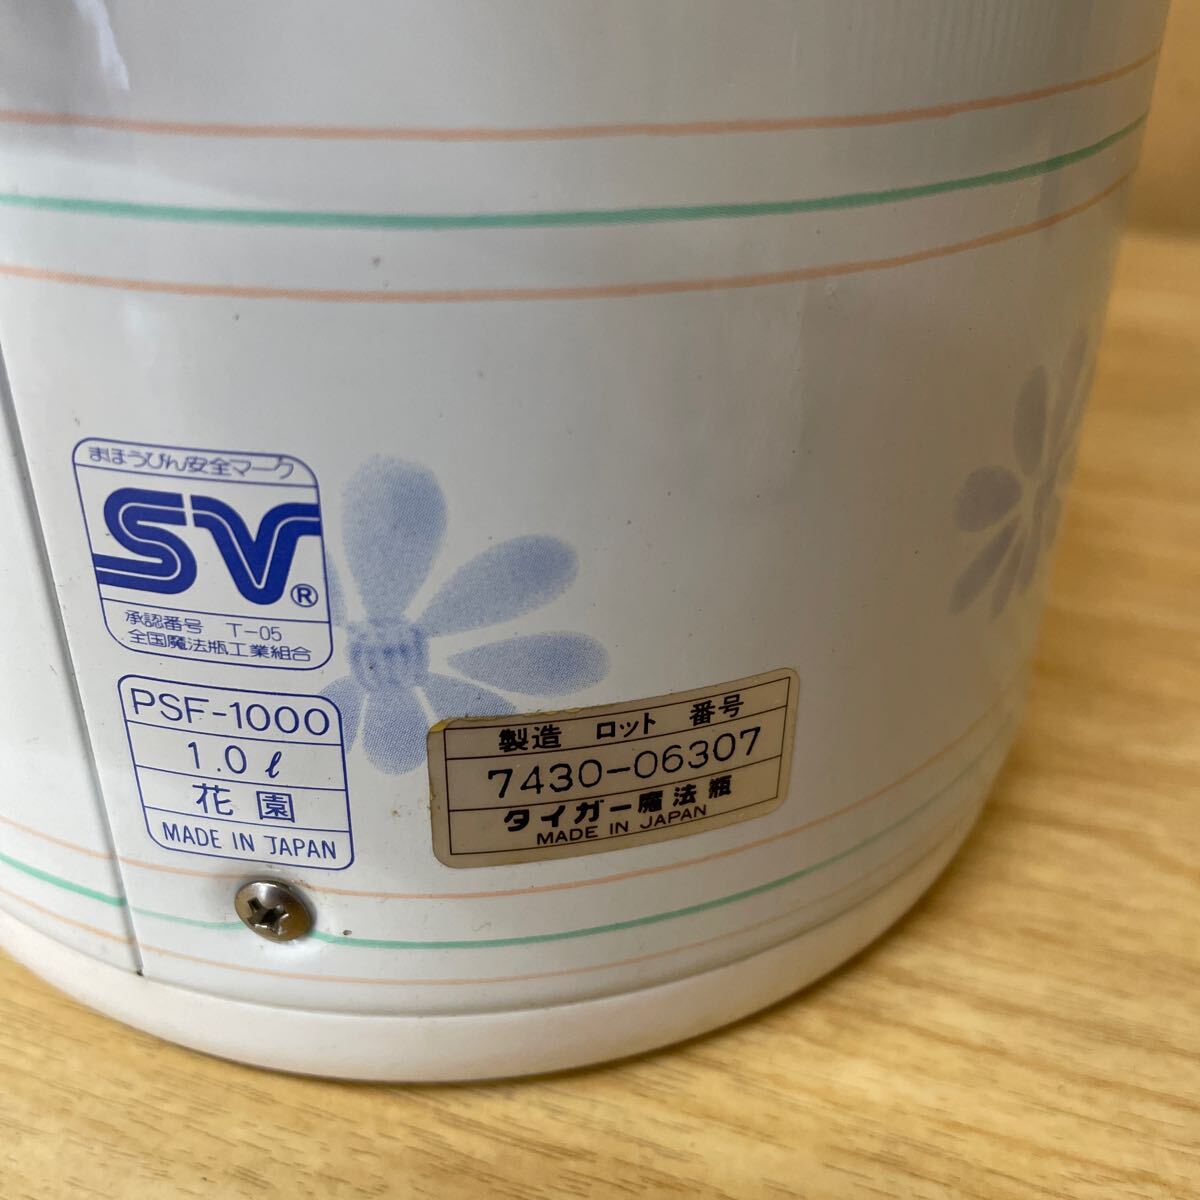 まほうびん安全マーク
SV®
承認番号 T-05
全国魔法瓶工業組合
PSF-1000
1.0ℓ
花園
MADE IN JAPAN
製造 ロット 番号
7430-06307
タイガー魔法瓶
MADE IN JAPAN